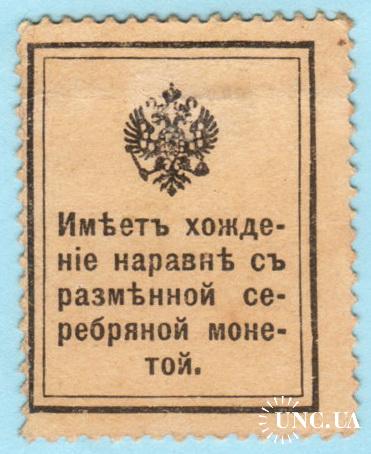 Имѣетъ хожде-
ніе наравнѣ съ
размѣнной се-
ребряной моне-
той.
UNC.UA